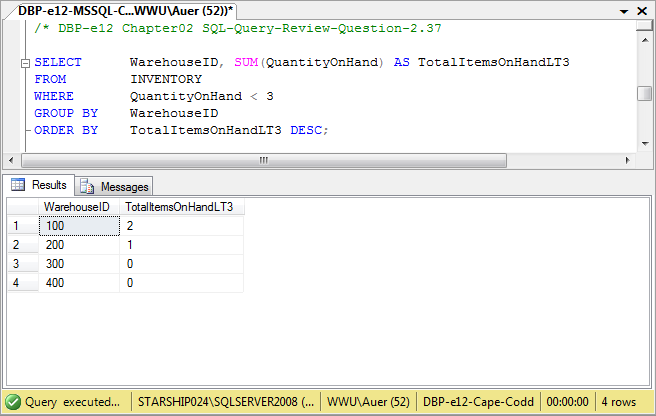 DBP-e12-MSSQL-C...WWU\Auer (52))*
/* DBP-e12 Chapter02 SQL-Query-Review-Question-2.37
SELECT WarehouseID, SUM(QuantityOnHand) AS TotalItemsOnHandLT3
FROM INVENTORY
WHERE QuantityOnHand < 3
GROUP BY WarehouseID
ORDER BY TotalItemsOnHandLT3 DESC;
Results Messages
WarehouseID TotalItemsOnHandLT3
1 100 2
2 200 1
3 300 0
4 400 0
Query executed... STARSHIP024\SQLSERVER2008 (... WWU\Auer (52) DBP-e12-Cape-Codd 00:00:00 4 rows